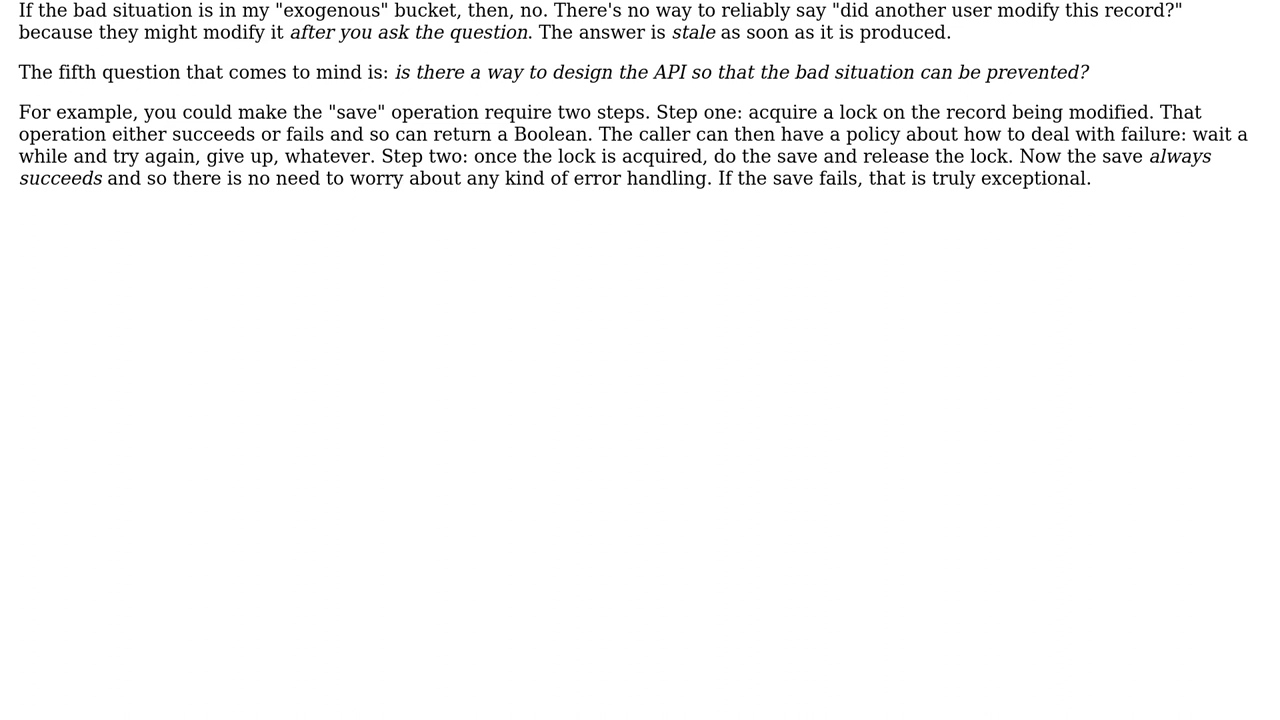 If the bad situation is in my "exogenous" bucket, then, no. There's no way to reliably say "did another user modify this record?"
because they might modify it after you ask the question. The answer is stale as soon as it is produced.
The fifth question that comes to mind is: is there a way to design the API so that the bad situation can be prevented?
For example, you could make the "save" operation require two steps. Step one: acquire a lock on the record being modified. That
operation either succeeds or fails and so can return a Boolean. The caller can then have a policy about how to deal with failure: wait a
while and try again, give up, whatever. Step two: once the lock is acquired, do the save and release the lock. Now the save always
succeeds and so there is no need to worry about any kind of error handling. If the save fails, that is truly exceptional.